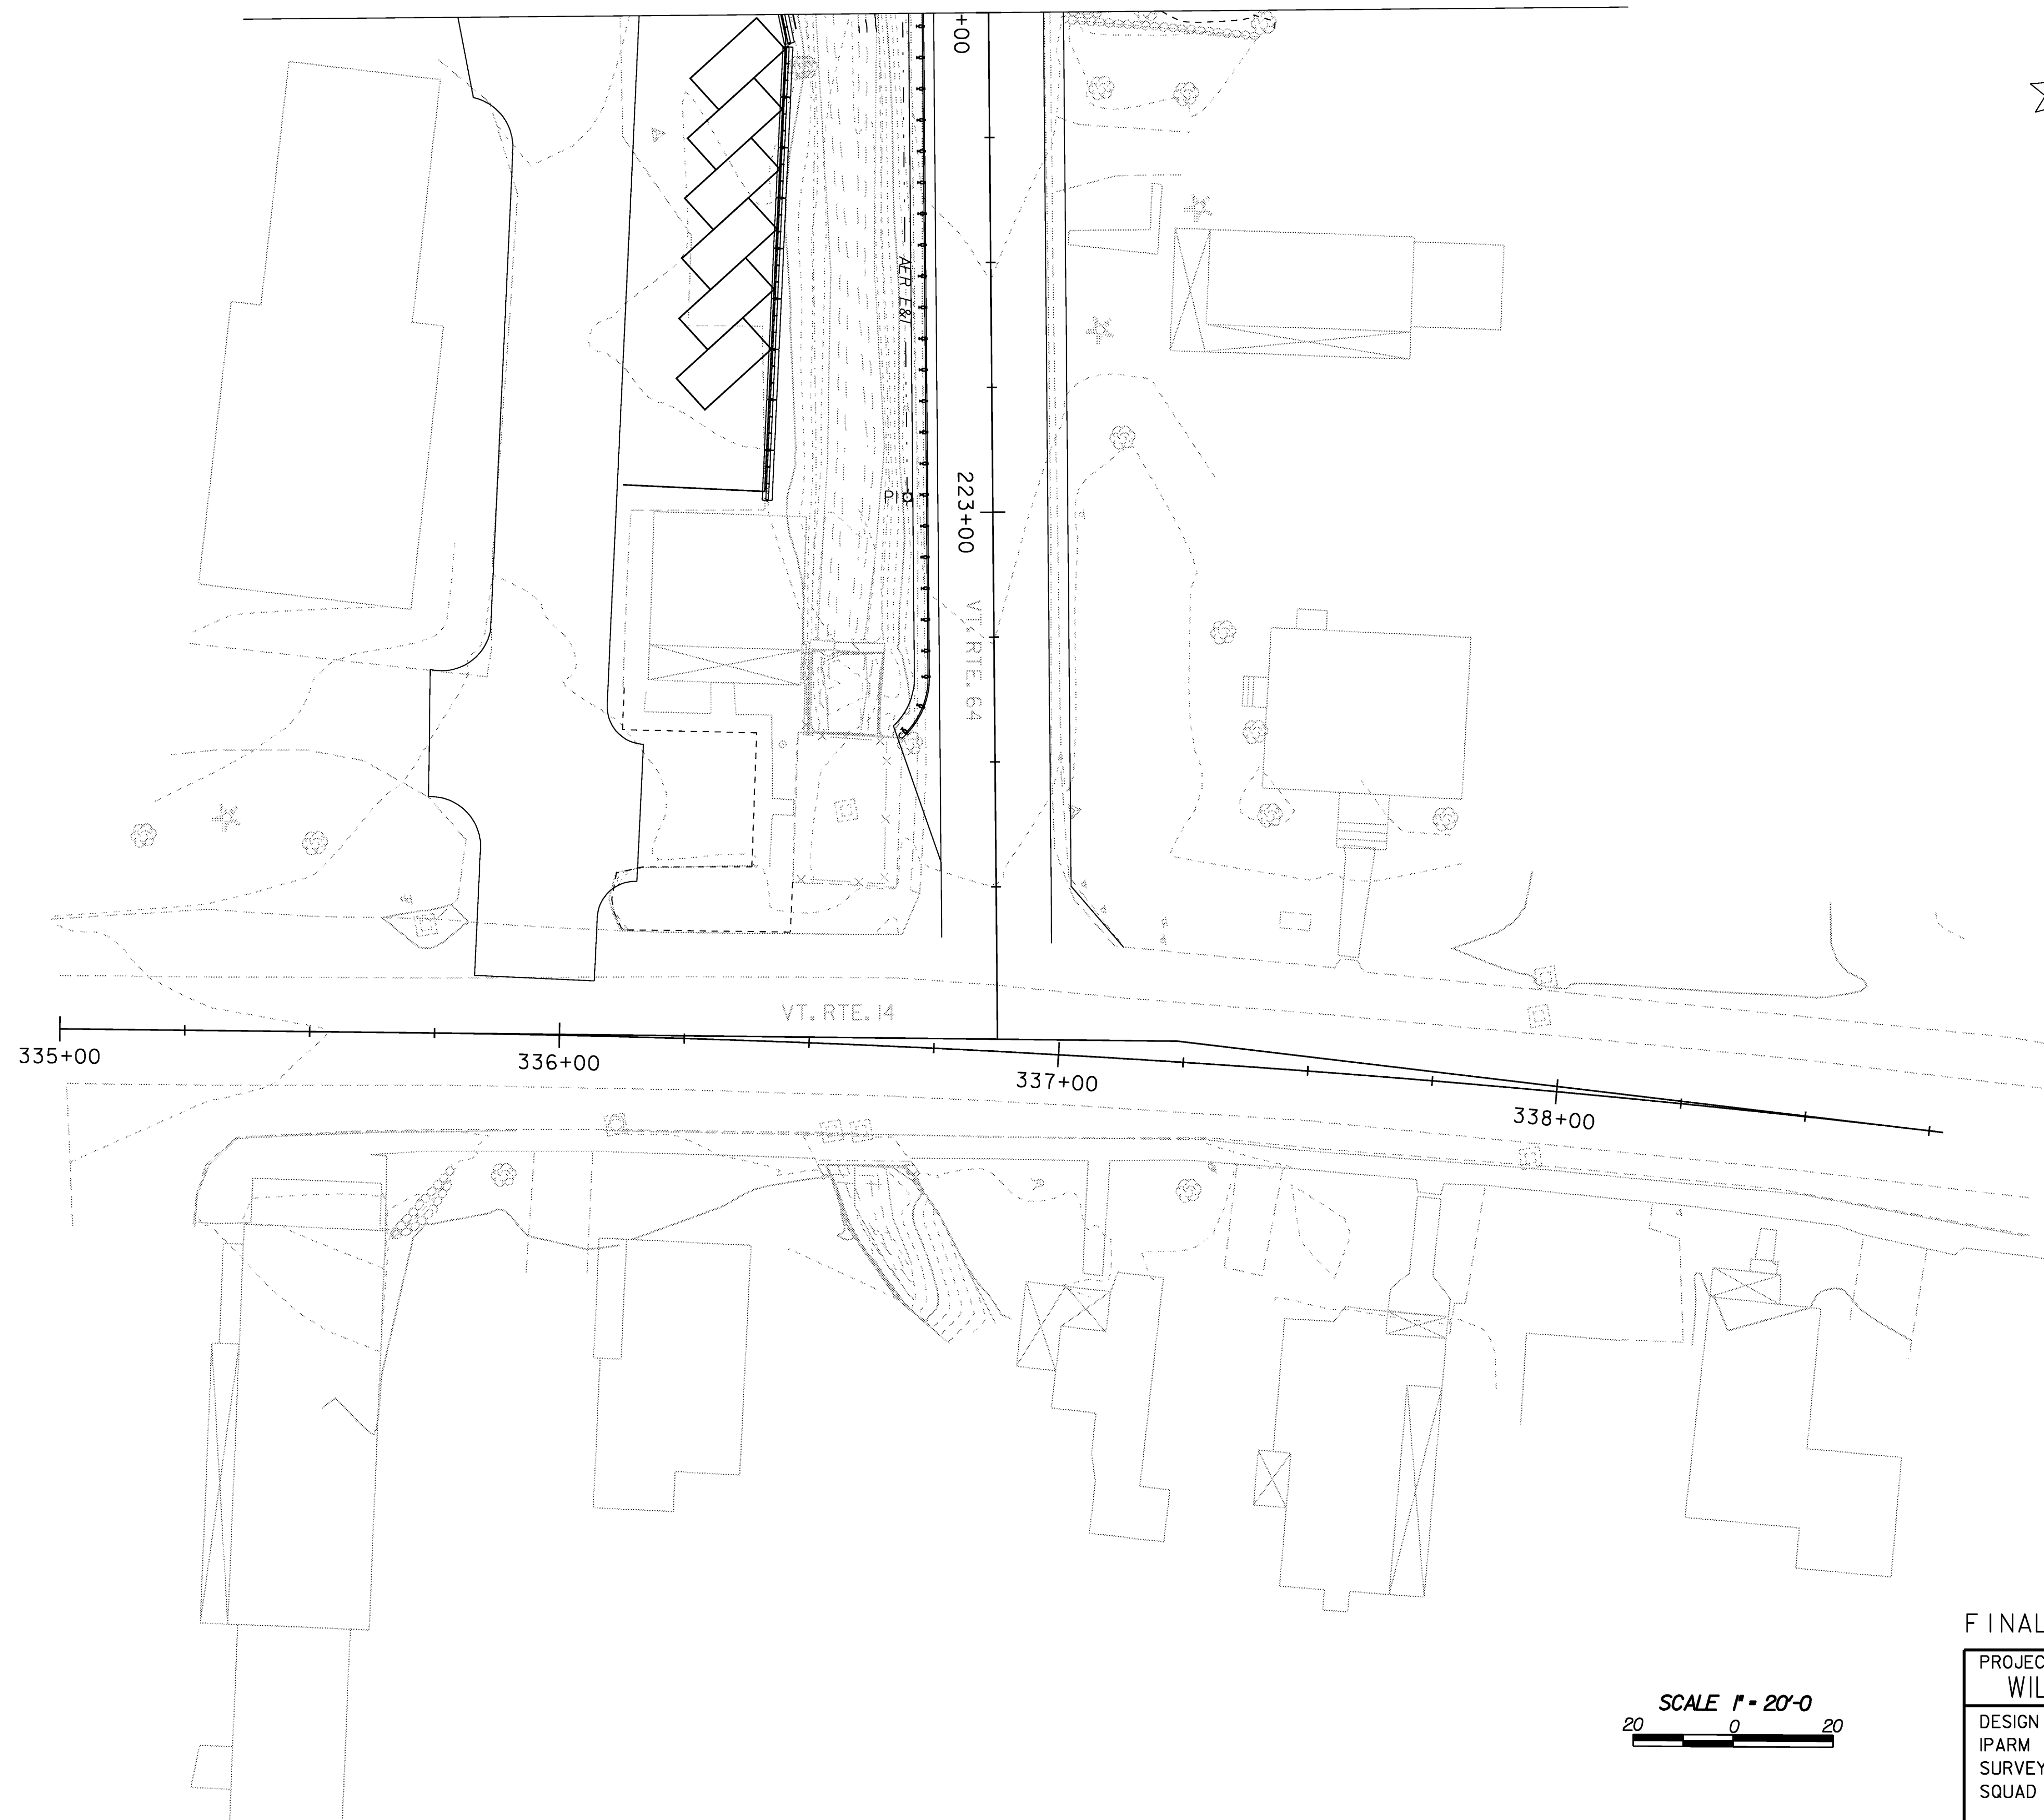 +00
AER E&T
PI
223+00
VT. RTE. 64
VT. RTE. 14
335+00
336+00
337+00
338+00
FINAL
PROJEC
WIL
SCALE 1" = 20'-0
20 0 20
DESIGN
IPARM
SURVEY
SQUAD